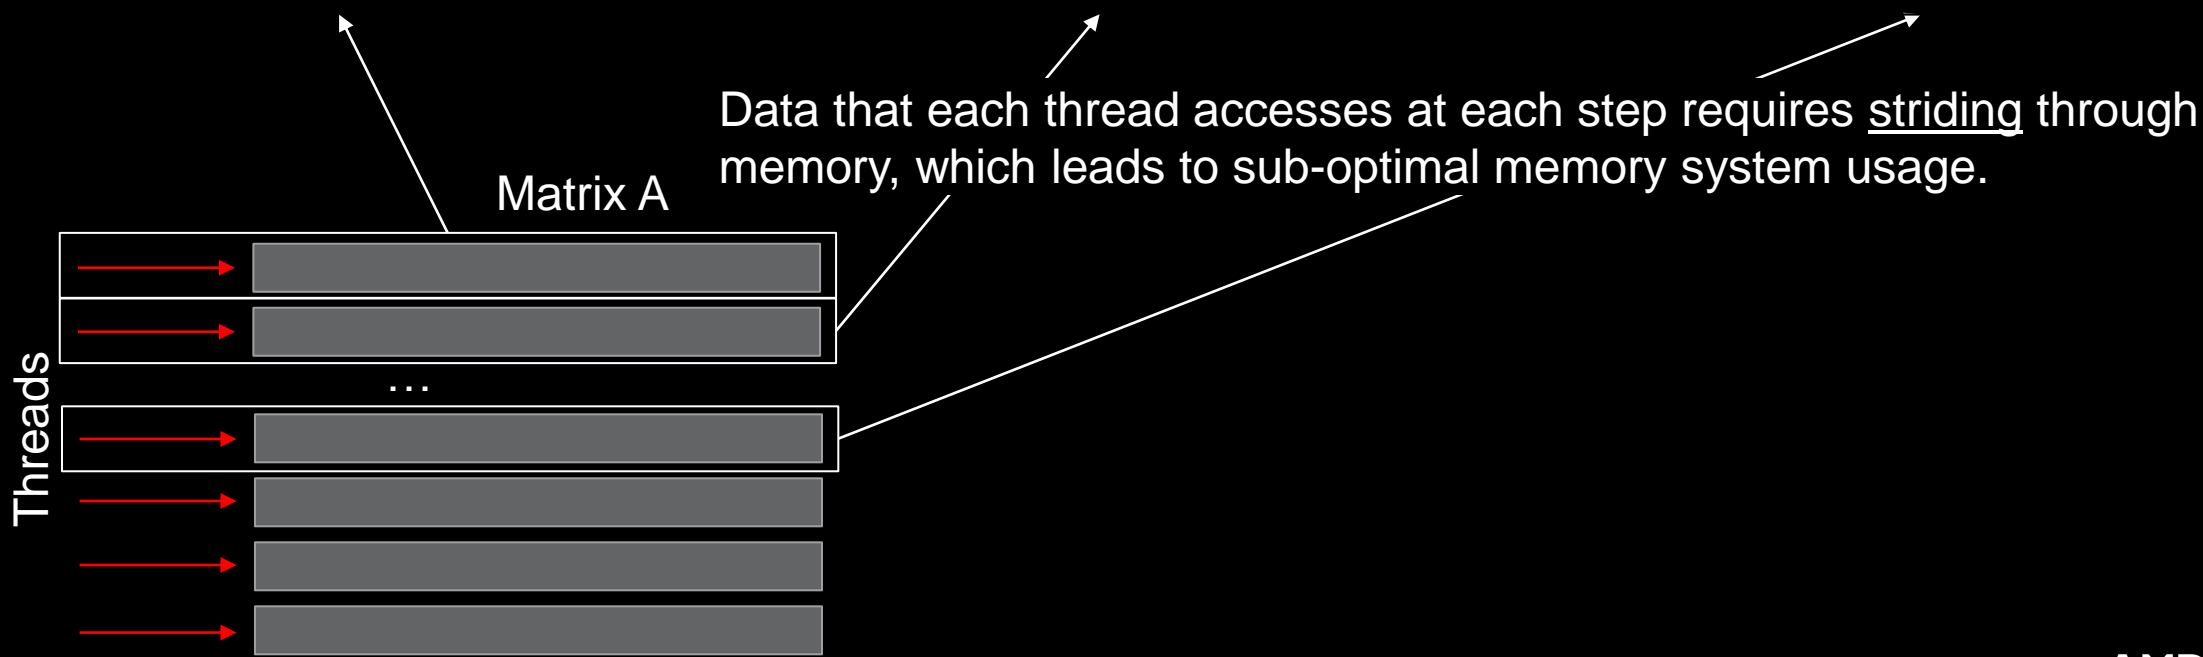 Data that each thread accesses at each step requires striding through
memory, which leads to sub-optimal memory system usage.
Matrix A
…
Threads